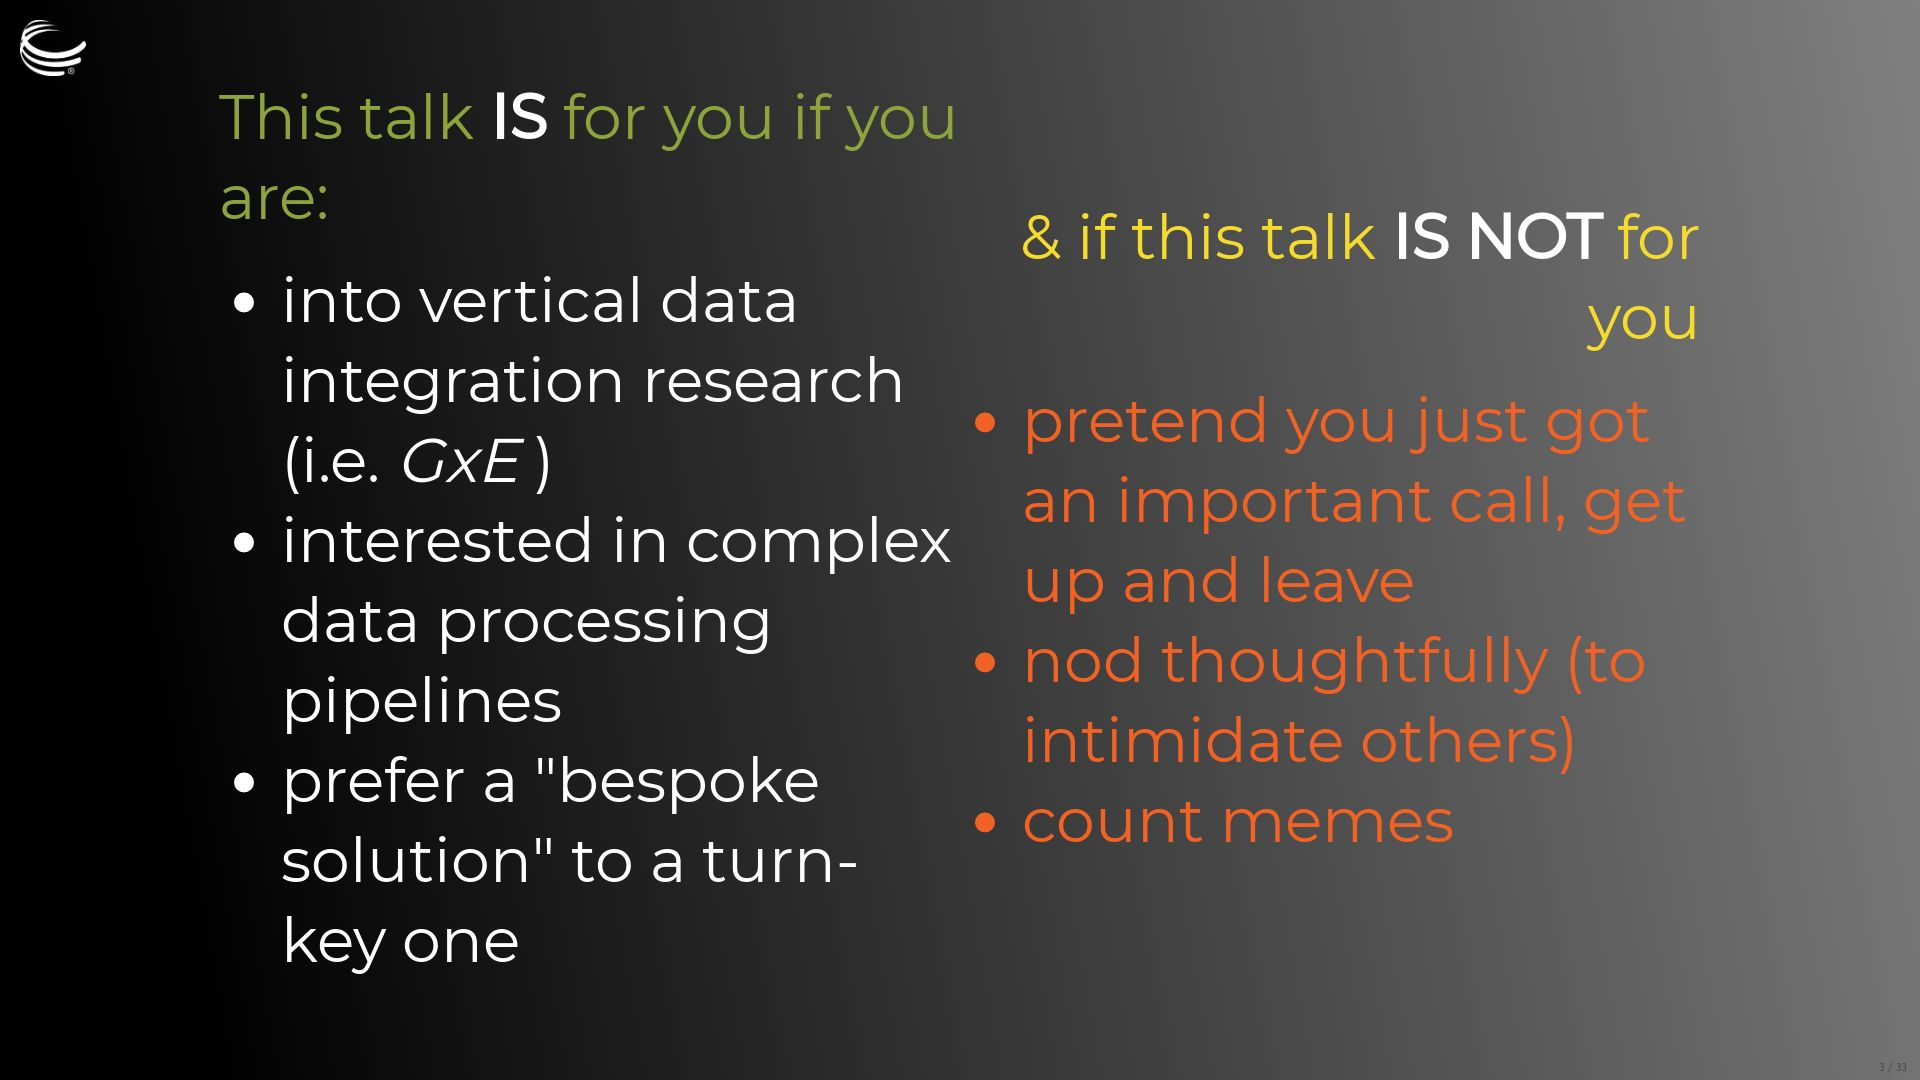 This talk IS for you if you
are:
• into vertical data
integration research
(i.e. GxE )
• interested in complex
data processing
pipelines
• prefer a "bespoke
solution" to a turn-
key one
& if this talk IS NOT for
you
• pretend you just got
an important call, get
up and leave
• nod thoughtfully (to
intimidate others)
• count memes
®
3 / 33